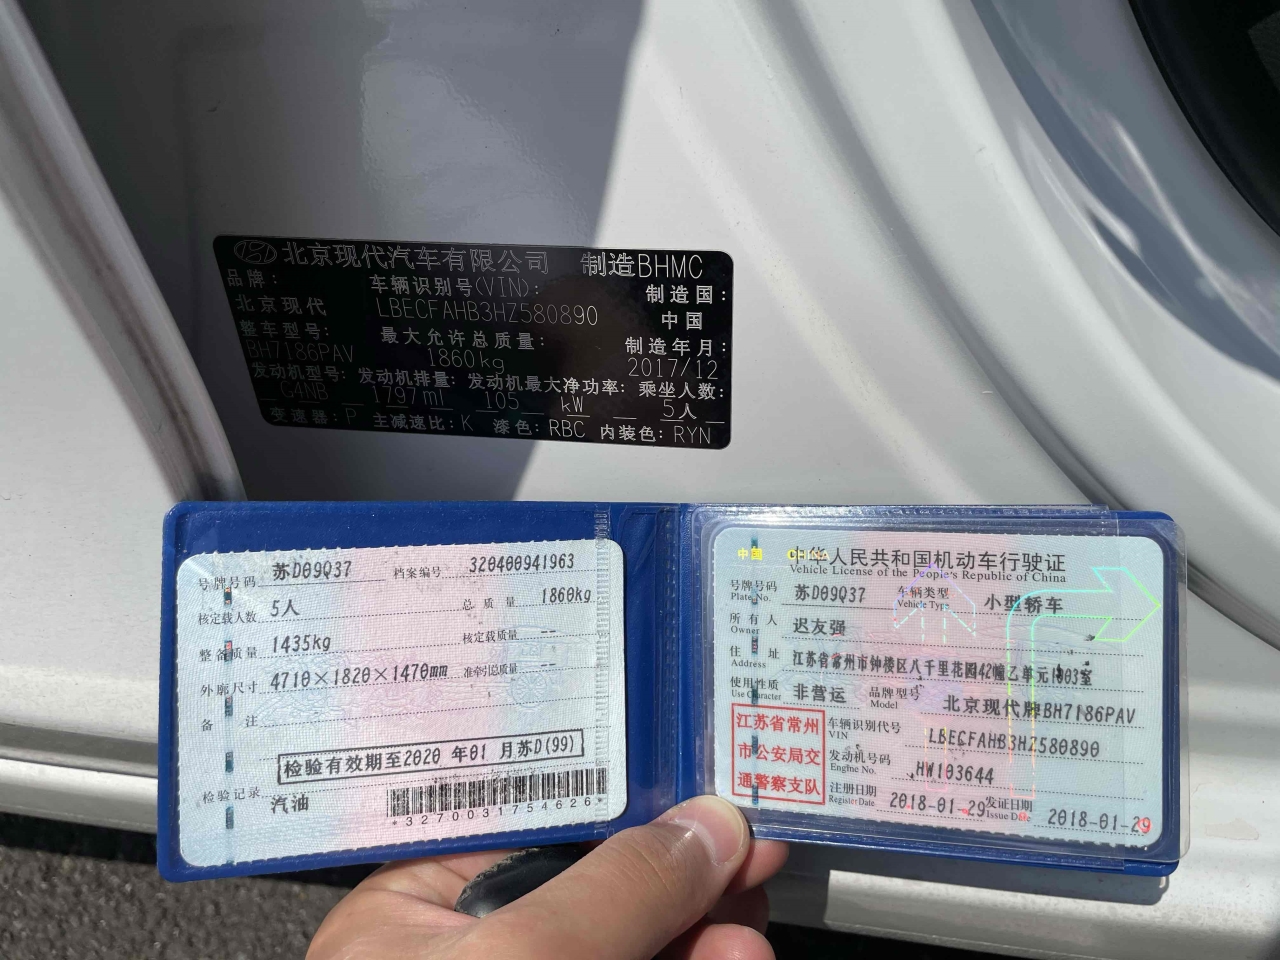 北京现代汽车有限公司 制造BHMC
品牌： 车辆识别号(VIN)： 制造国：
北京现代 LBECFAHB3HZ580890 中国
整车型号： 最大允许总质量： 制造年月：
BH7186PAV 1860kg 2017/12
发动机型号： 发动机排量： 发动机最大净功率： 乘坐人数：
G4NB 1797ml 105 kW 5人
变速器：P 主减速比：K 漆色：RBC 内装色：RYN
号牌号码 苏D09Q37 档案编号 320400941963
核定载人数 5人 总质量 1860kg
整备质量 1435kg 核定载质量 --
外廓尺寸 4710×1820×1470mm 准牵引总质量 --
备注
检验有效期至2020 年01 月苏D(99)
检验记录
汽油
*3270031754626*
中国 CHINA
中华人民共和国机动车行驶证
Vehicle License of the People's Republic of China
号牌号码 苏D09Q37 车辆类型 小型轿车
Plate No. Vehicle Type
所有人 迟友强
Owner
住址 江苏省常州市钟楼区八千里花园42幢乙单元1003室
Address
使用性质 非营运 品牌型号 北京现代牌BH7186PAV
Use Character Model
江苏省常州
市公安局交
通警察支队
车辆识别代号 LBECFAHB3HZ580890
VIN
发动机号码 HW103644
Engine No.
注册日期 2018-01-29 发证日期 2018-01-29
Register Date Issue Date